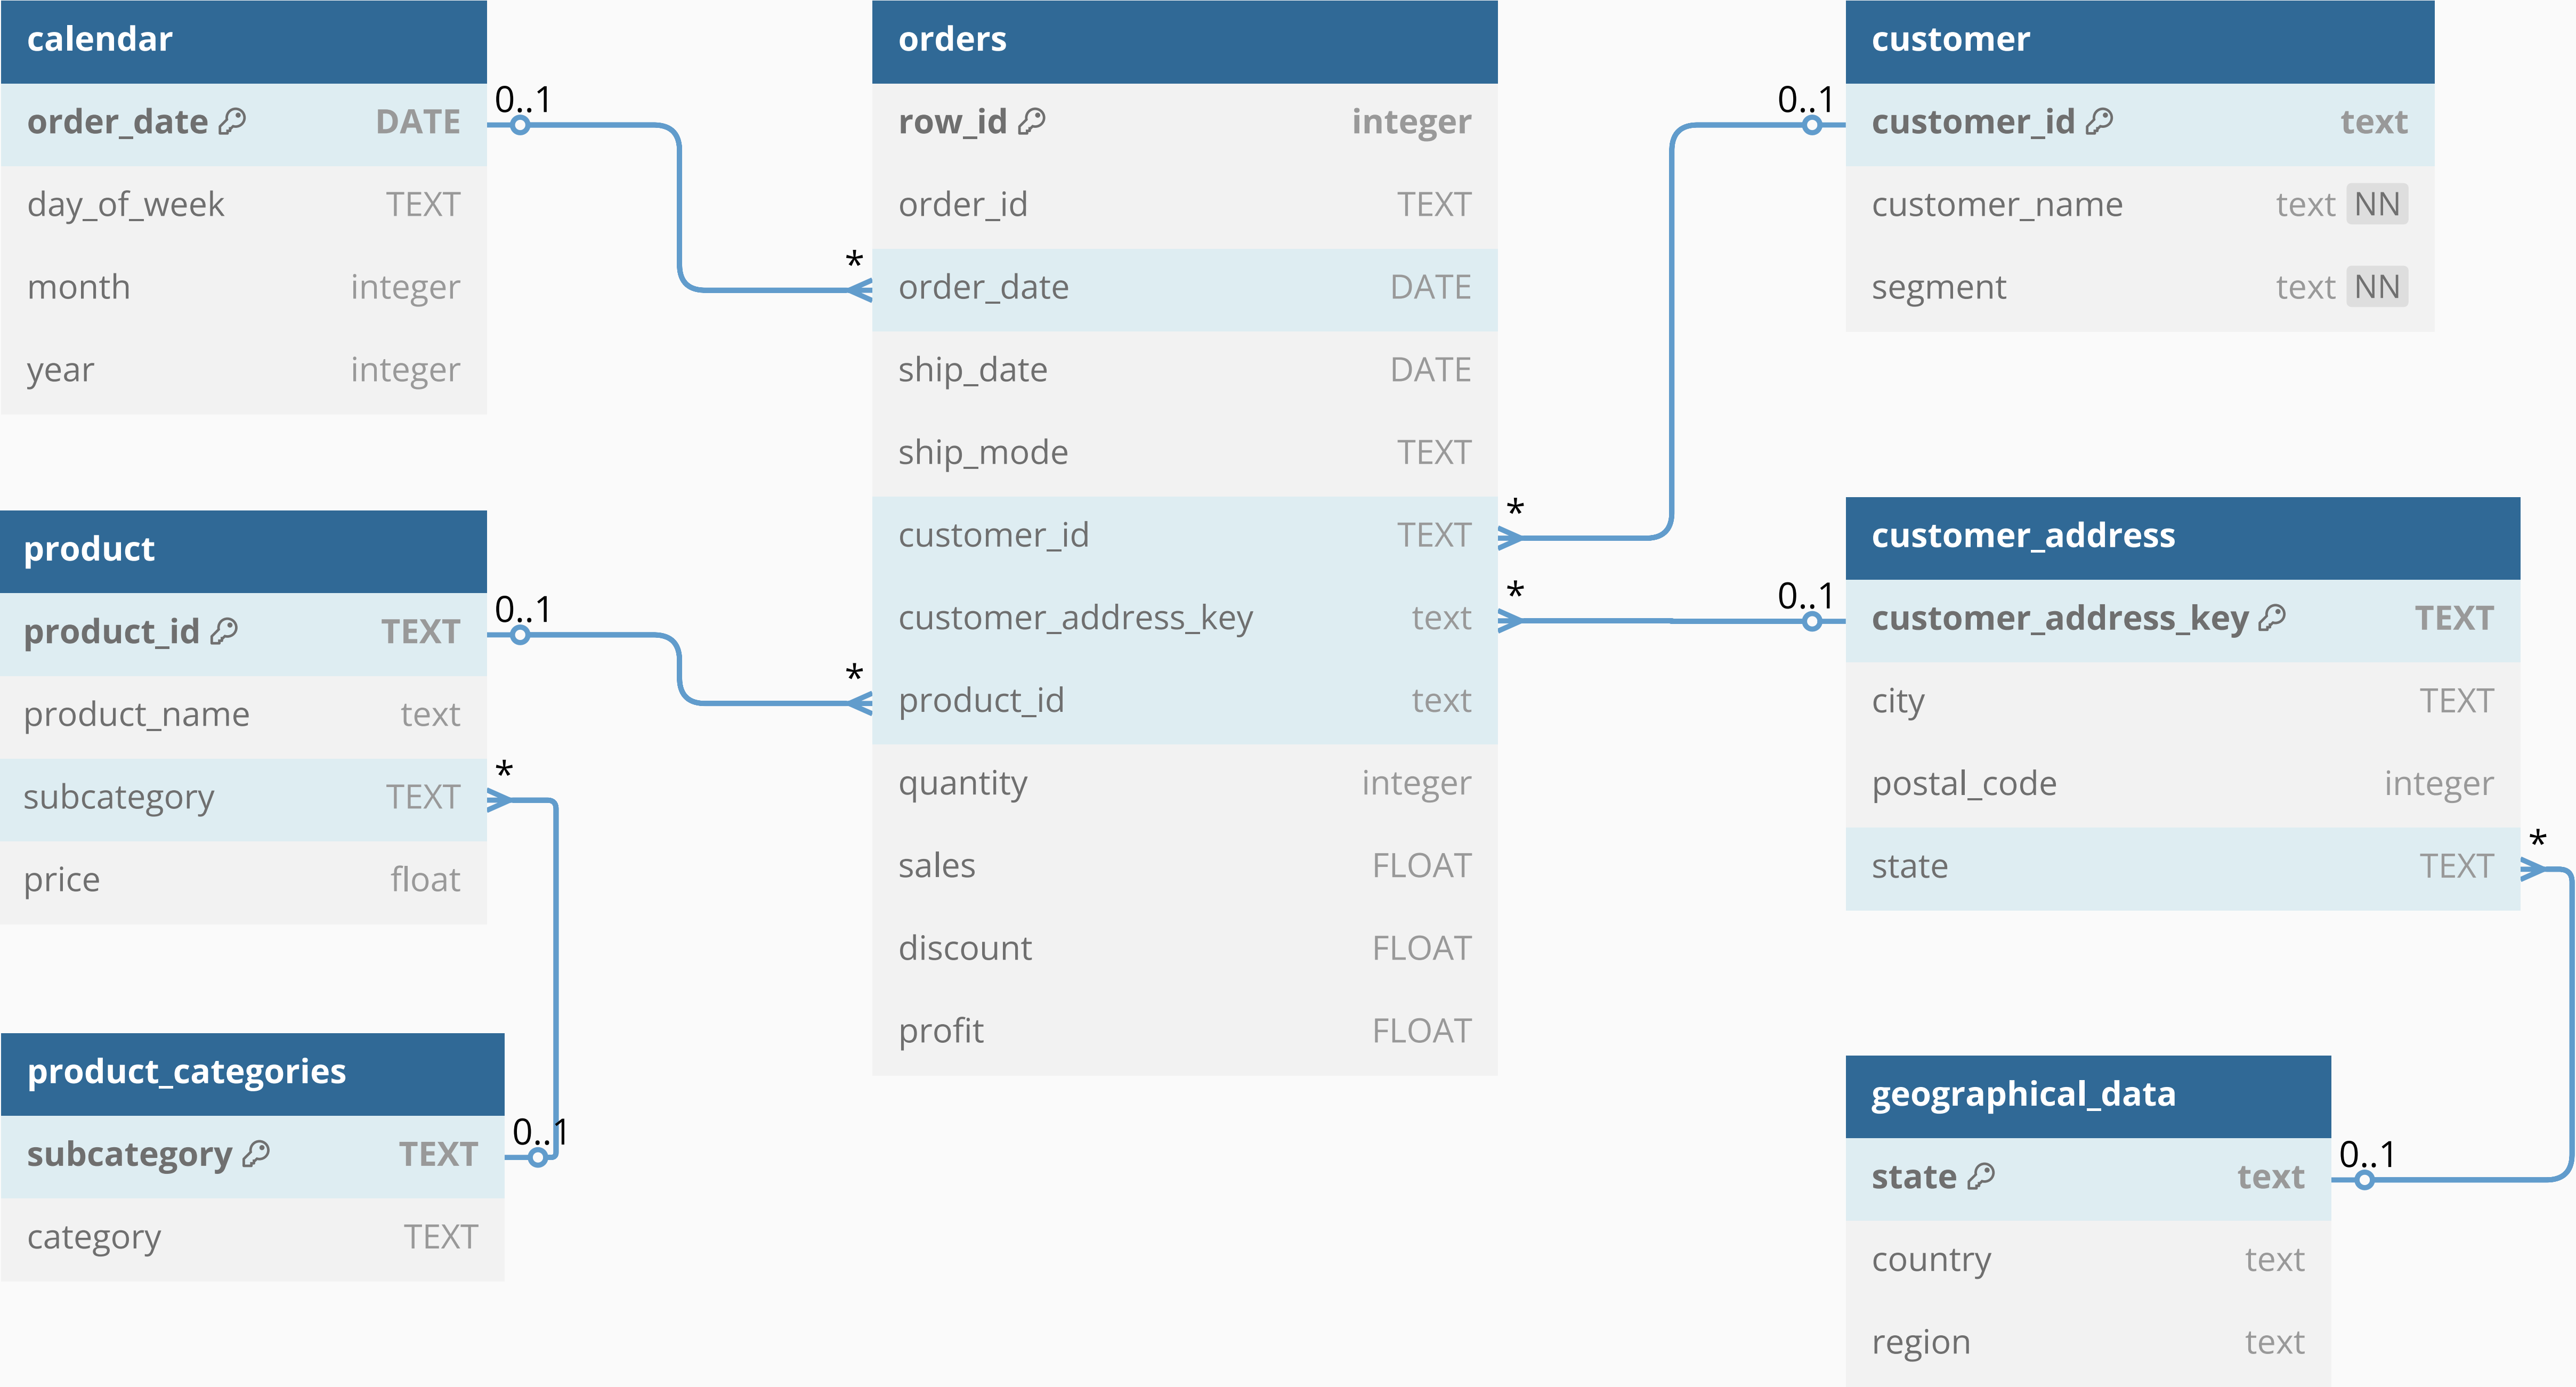 calendar
order_date DATE
day_of_week TEXT
month integer
year integer
0..1
*
product
product_id TEXT
product_name text
subcategory TEXT
price float
0..1
*
*
product_categories
subcategory TEXT
category TEXT
0..1
orders
row_id integer
order_id TEXT
order_date DATE
ship_date DATE
ship_mode TEXT
customer_id TEXT
customer_address_key text
product_id text
quantity integer
sales FLOAT
discount FLOAT
profit FLOAT
*
*
customer
customer_id text
customer_name text NN
segment text NN
0..1
customer_address
customer_address_key TEXT
city TEXT
postal_code integer
state TEXT
0..1
*
geographical_data
state text
country text
region text
0..1